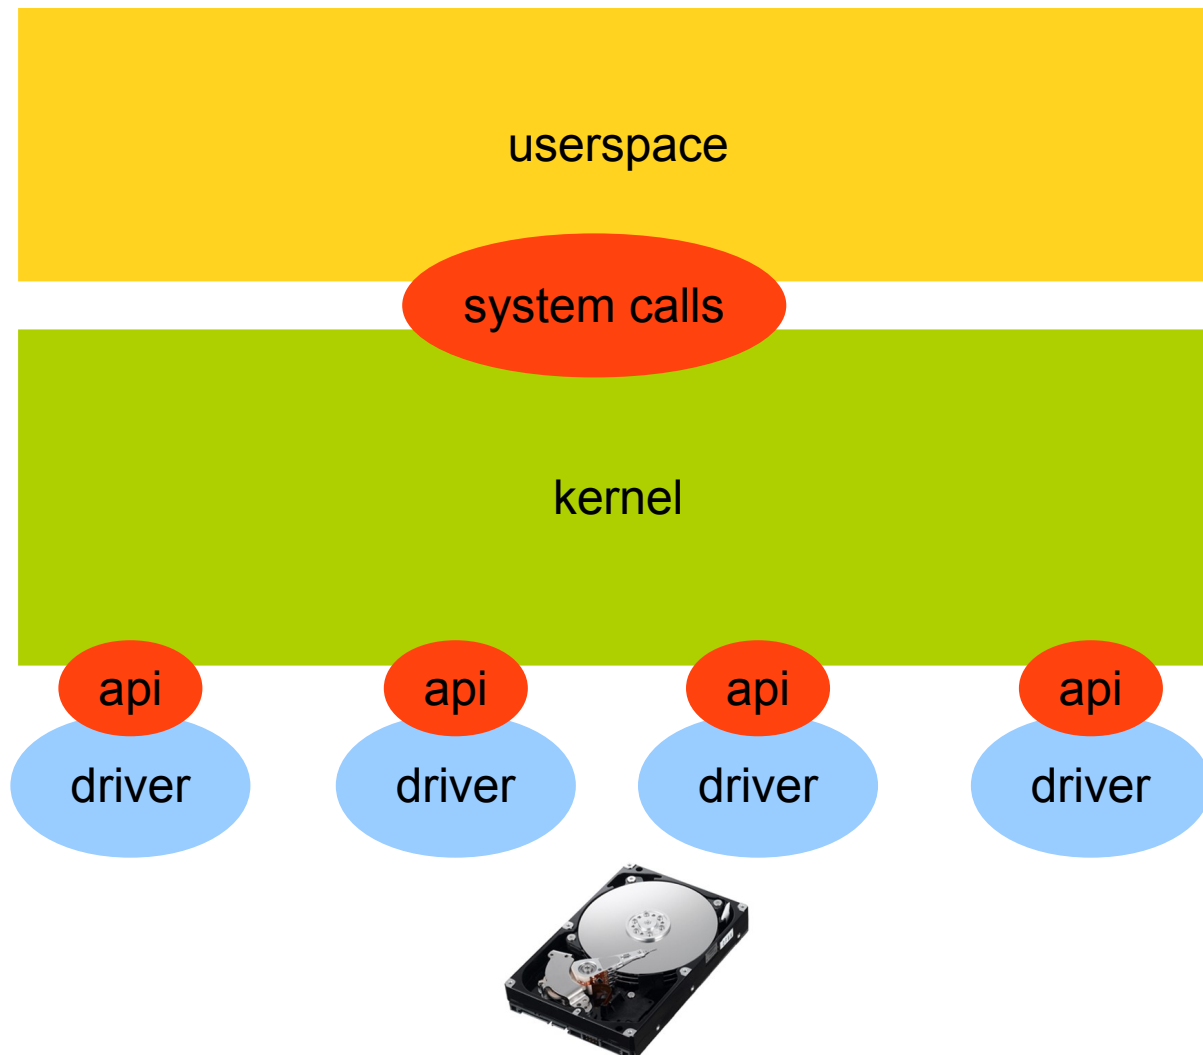 userspace
system calls
kernel
api api api api
driver driver driver driver